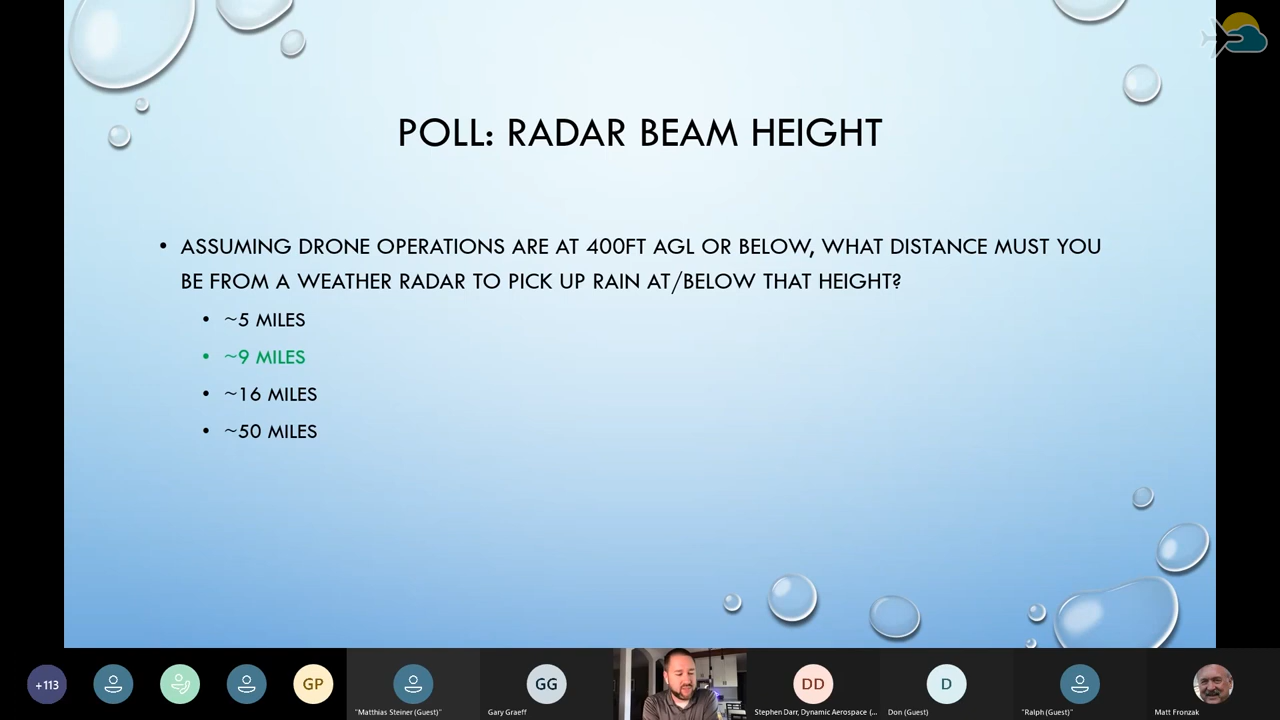 POLL: RADAR BEAM HEIGHT
• ASSUMING DRONE OPERATIONS ARE AT 400FT AGL OR BELOW, WHAT DISTANCE MUST YOU
BE FROM A WEATHER RADAR TO PICK UP RAIN AT/BELOW THAT HEIGHT?
• ~5 MILES
• ~9 MILES
• ~16 MILES
• ~50 MILES
+113
GP
"Matthias Steiner (Guest)"
GG
Gary Graeff
DD
Stephen Darr, Dynamic Aerospace (...
D
Don (Guest)
"Ralph (Guest)"
Matt Fronzak